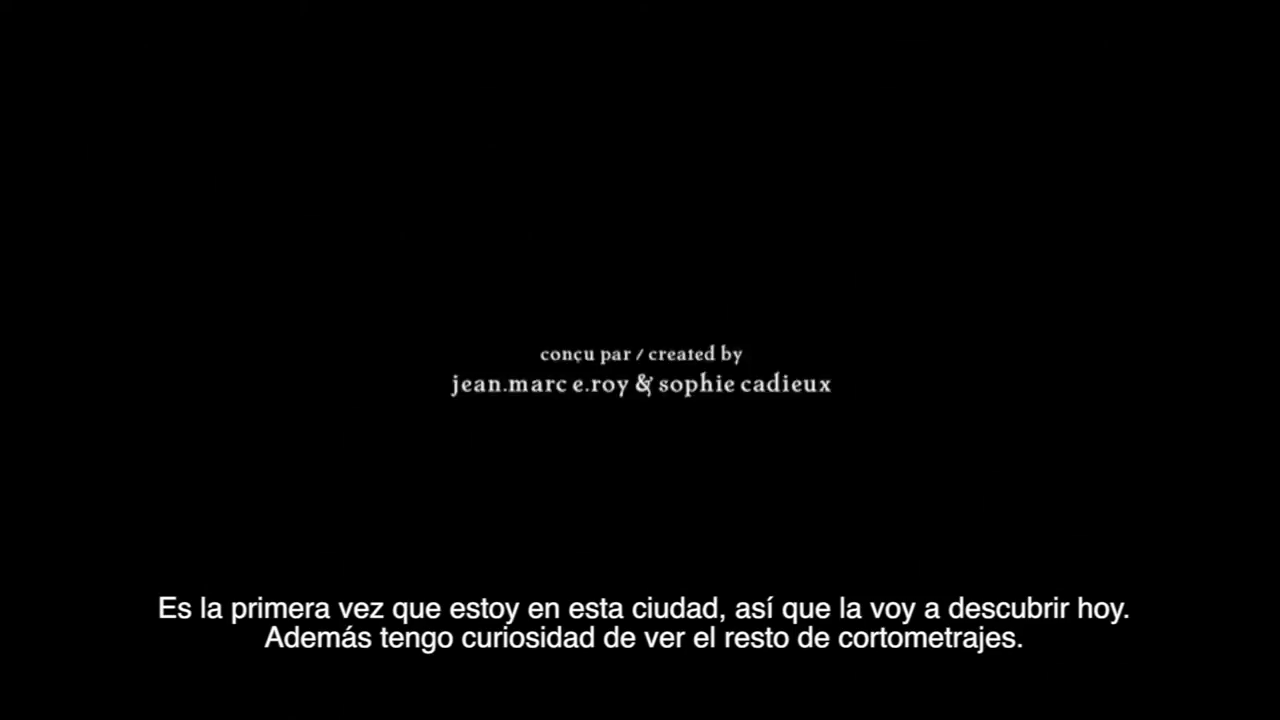 conçu par / created by
jean.marc e.roy & sophie cadieux
Es la primera vez que estoy en esta ciudad, así que la voy a descubrir hoy.
Además tengo curiosidad de ver el resto de cortometrajes.